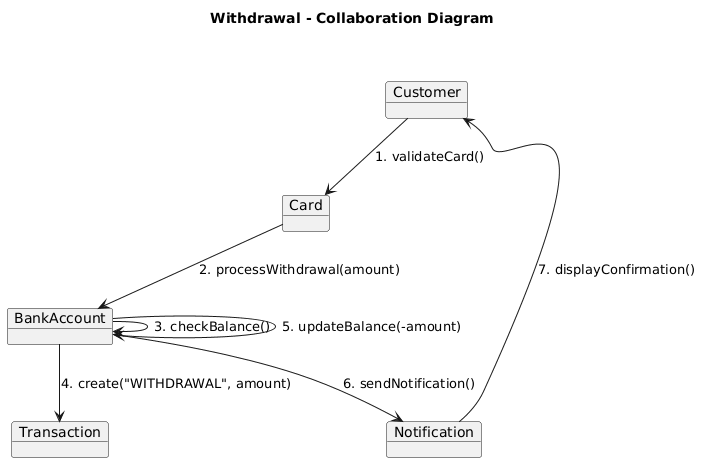 Withdrawal - Collaboration Diagram
Customer
1. validateCard()
Card
2. processWithdrawal(amount)
7. displayConfirmation()
BankAccount
3. checkBalance()
5. updateBalance(-amount)
4. create("WITHDRAWAL", amount)
6. sendNotification()
Transaction
Notification